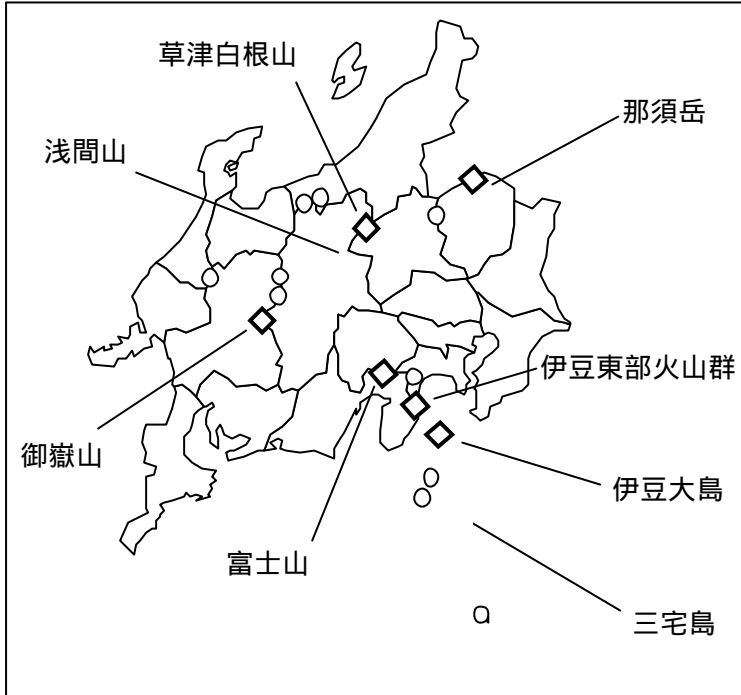 草津白根山
那須岳
浅間山
伊豆東部火山群
御嶽山
伊豆大島
富士山
三宅島